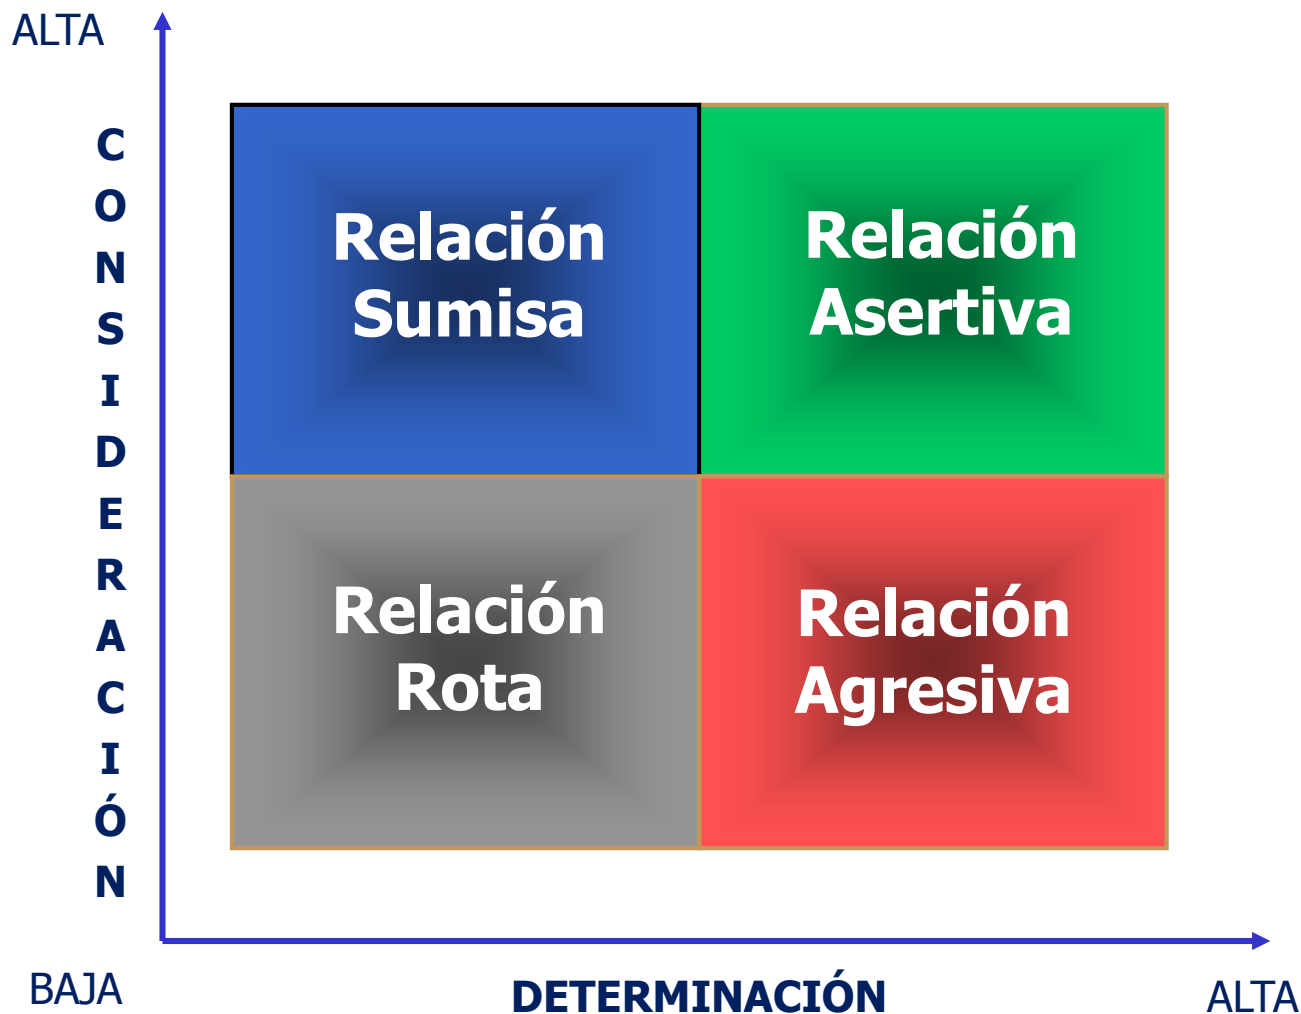 ALTA
CONSIDERACIÓN
Relación
Sumisa
Relación
Asertiva
Relación
Rota
Relación
Agresiva
BAJA
DETERMINACIÓN
ALTA